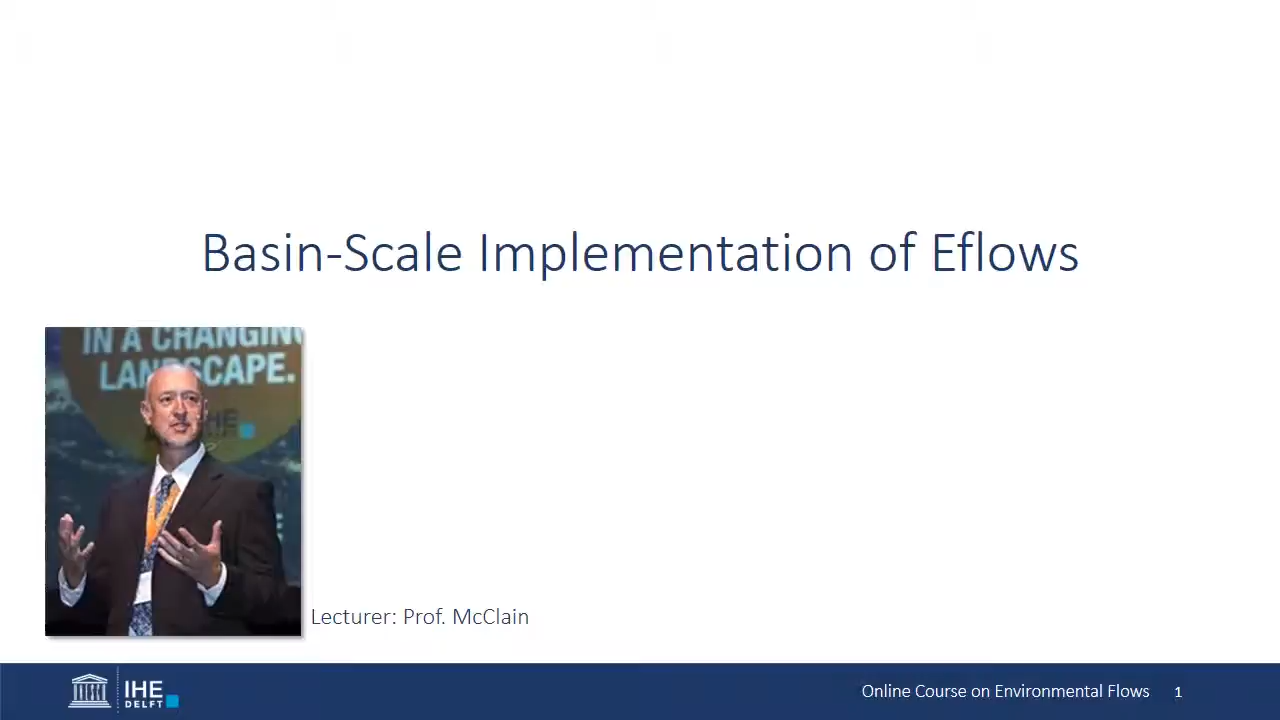 Basin-Scale Implementation of Eflows
IN A CHANGING
LANDSCAPE.
IHE
Lecturer: Prof. McClain
IHE
DELFT
Online Course on Environmental Flows 1